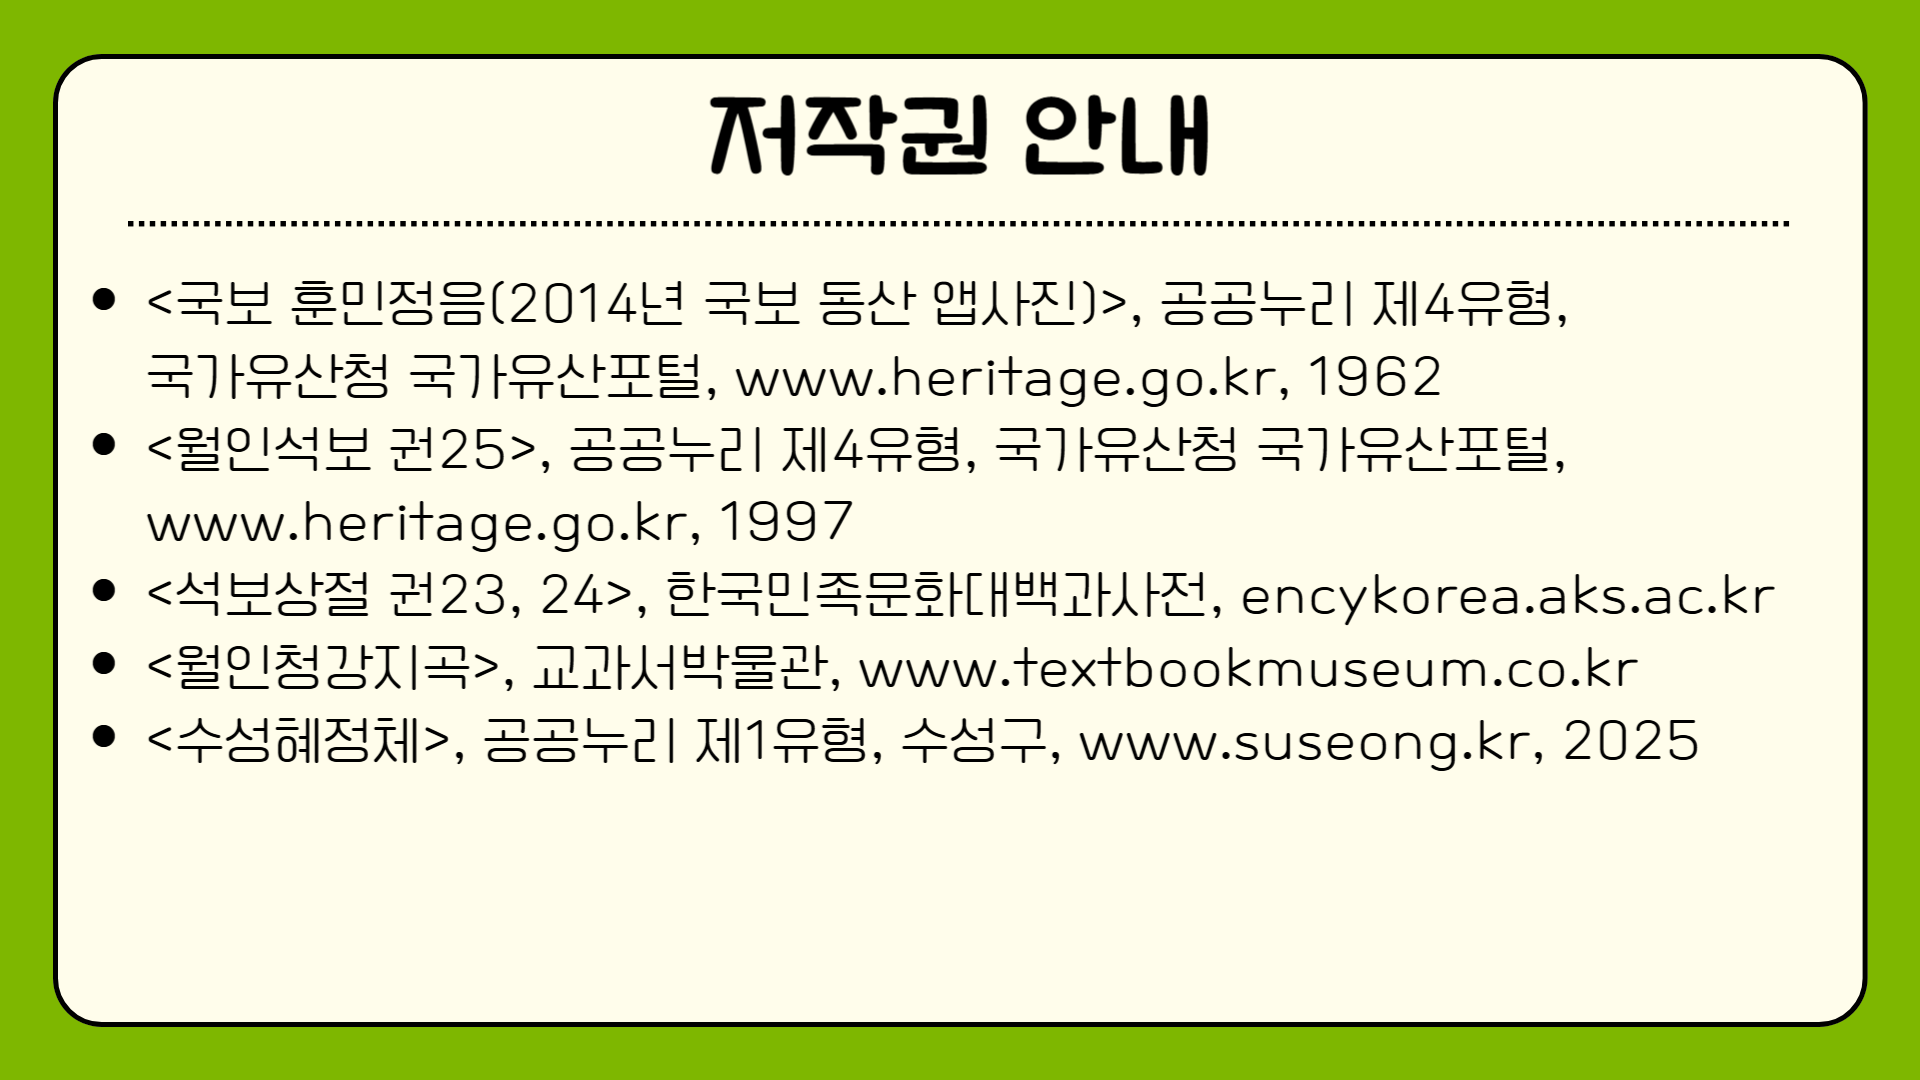 저작권 안내
• <국보 훈민정음(2014년 국보 동산 앱사진)>, 공공누리 제4유형,
국가유산청 국가유산포털, www.heritage.go.kr, 1962
• <월인석보 권25>, 공공누리 제4유형, 국가유산청 국가유산포털,
www.heritage.go.kr, 1997
• <석보상절 권23, 24>, 한국민족문화대백과사전, encykorea.aks.ac.kr
• <월인청강지곡>, 교과서박물관, www.textbookmuseum.co.kr
• <수성혜정체>, 공공누리 제1유형, 수성구, www.suseong.kr, 2025